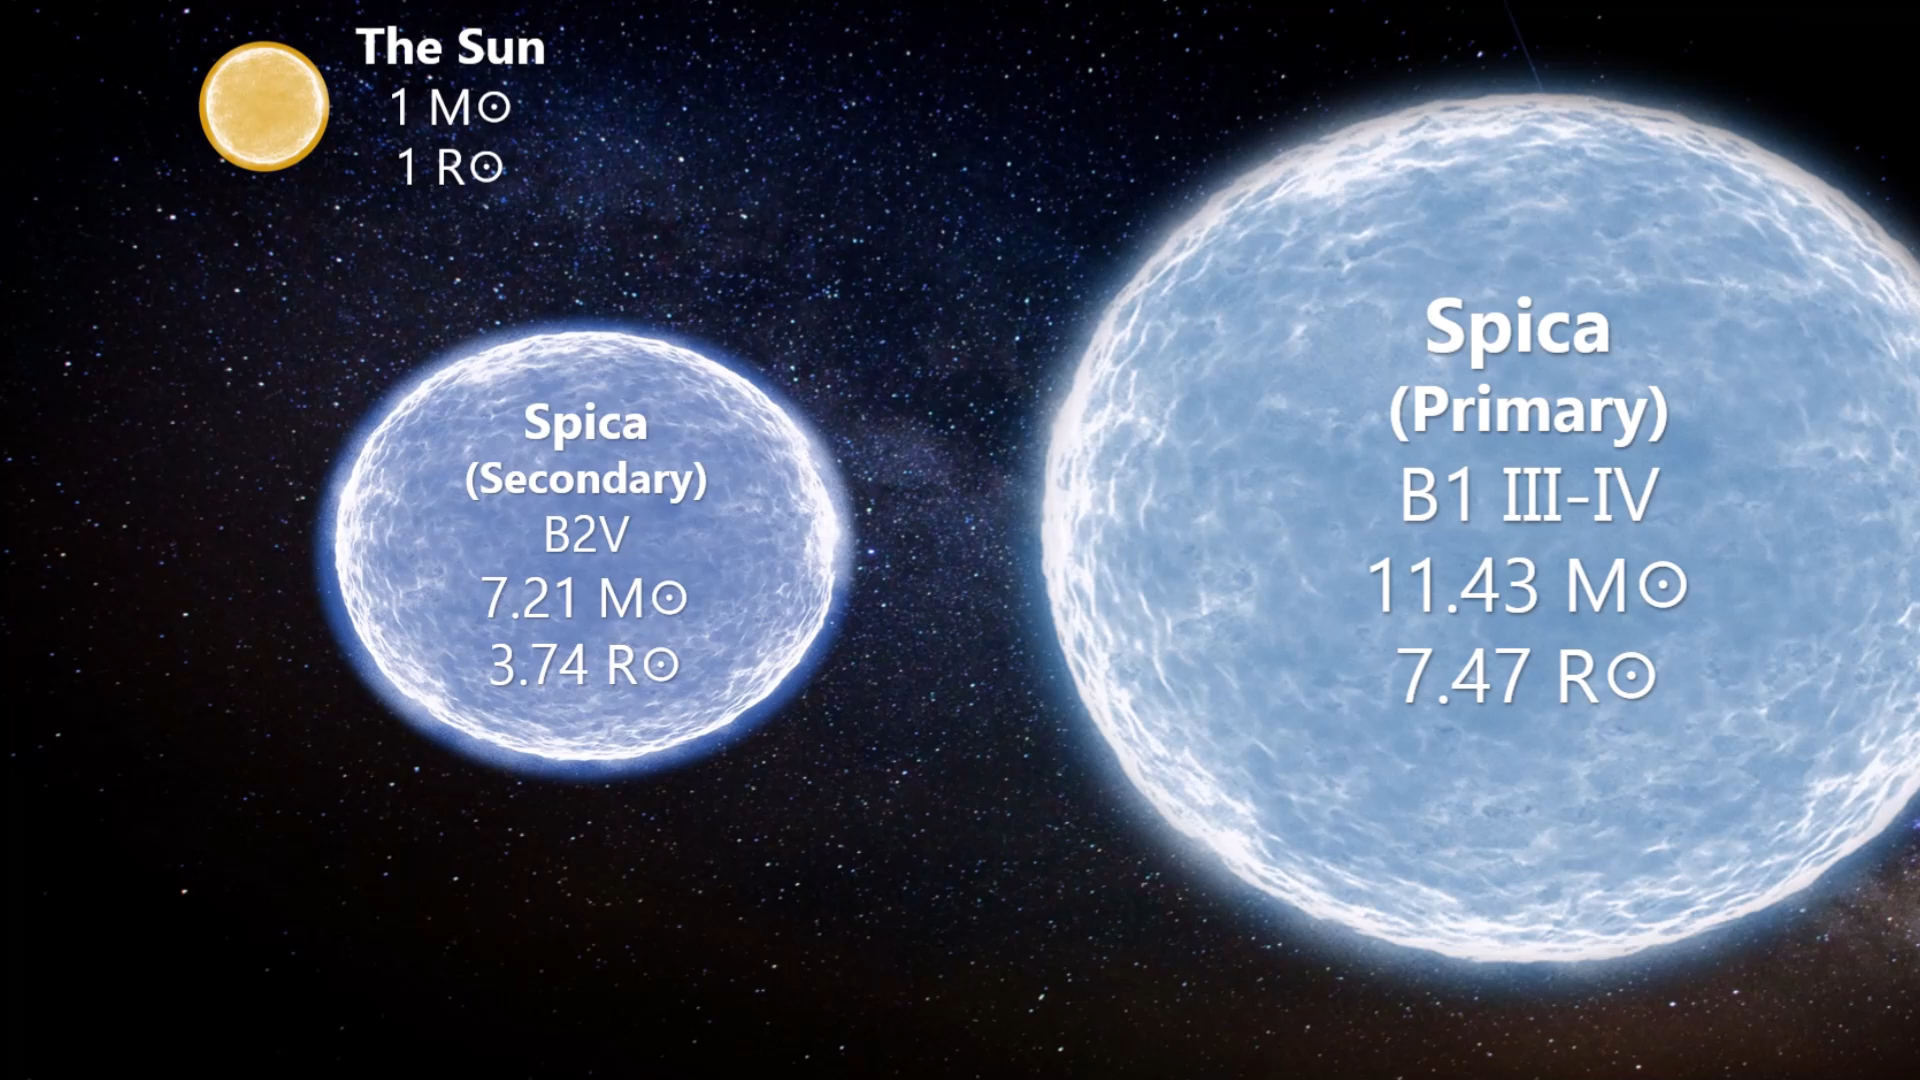 The Sun
1 M☉
1 R☉
Spica
(Secondary)
B2V
7.21 M☉
3.74 R☉
Spica
(Primary)
B1 III-IV
11.43 M☉
7.47 R☉